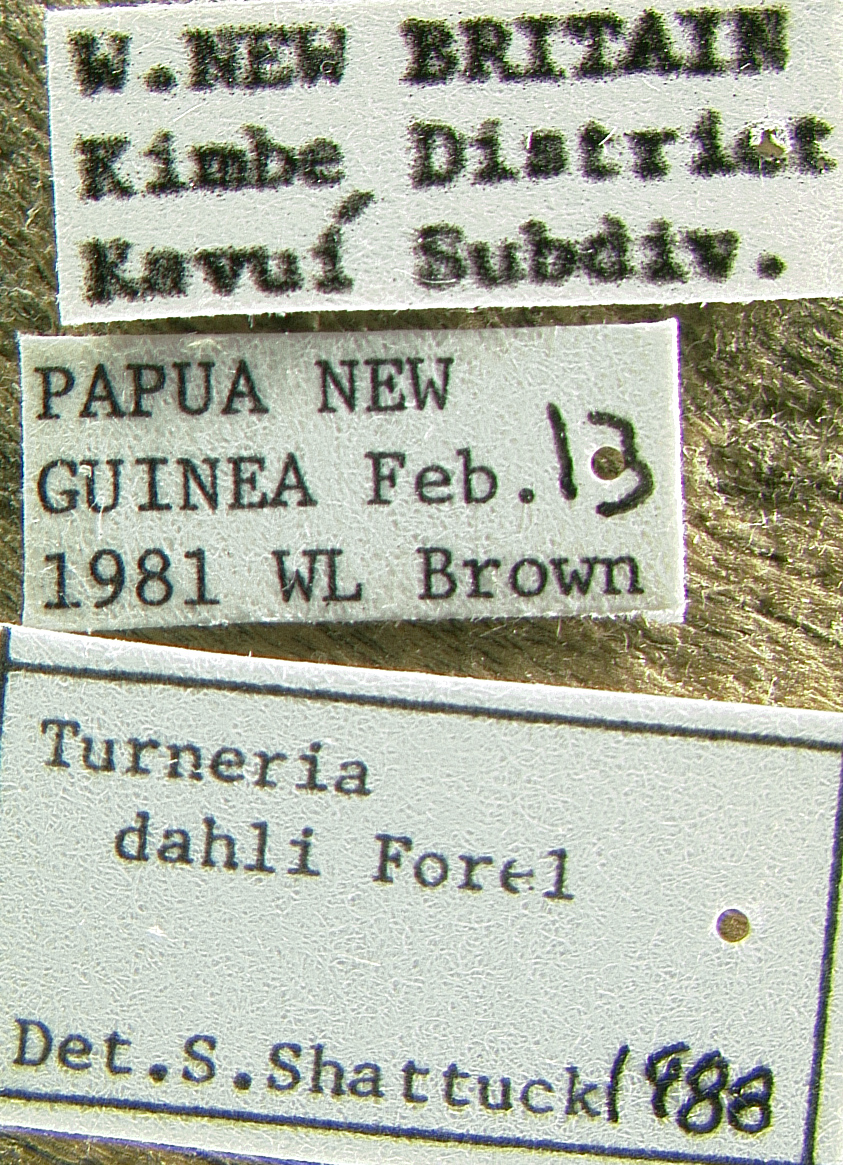 W.NEW BRITAIN
Kimbe District
Kavuí Subdiv.
PAPUA NEW
GUINEA Feb.13
1981 WL Brown
Turneria
dahli Forel
Det.S.Shattuck